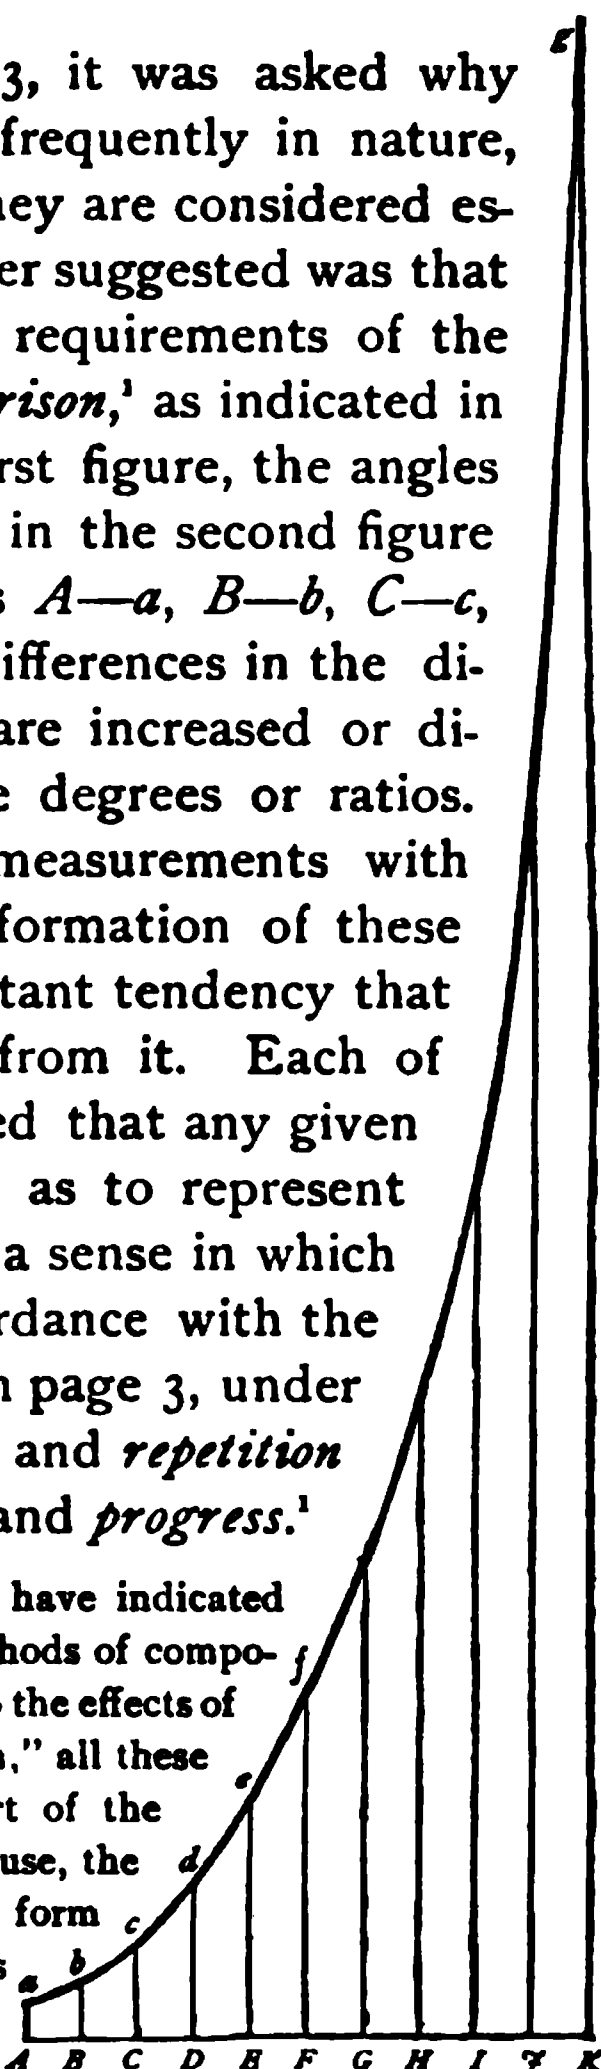 g
3, it was asked why
frequently in nature,
ey are considered es-
er suggested was that
requirements of the
rison,¹ as indicated in
rst figure, the angles
in the second figure
s A—a, B—b, C—c,
ifferences in the di-
are increased or di-
e degrees or ratios.
measurements with
formation of these
tant tendency that
from it. Each of
ed that any given
as to represent
a sense in which
rdance with the
n page 3, under
and repetition
and progress.¹
have indicated
hods of compo-
f
the effects of
n," all these
e
rt of the
use, the
d
form
c
s
b
a
A B C D E F G H I J K